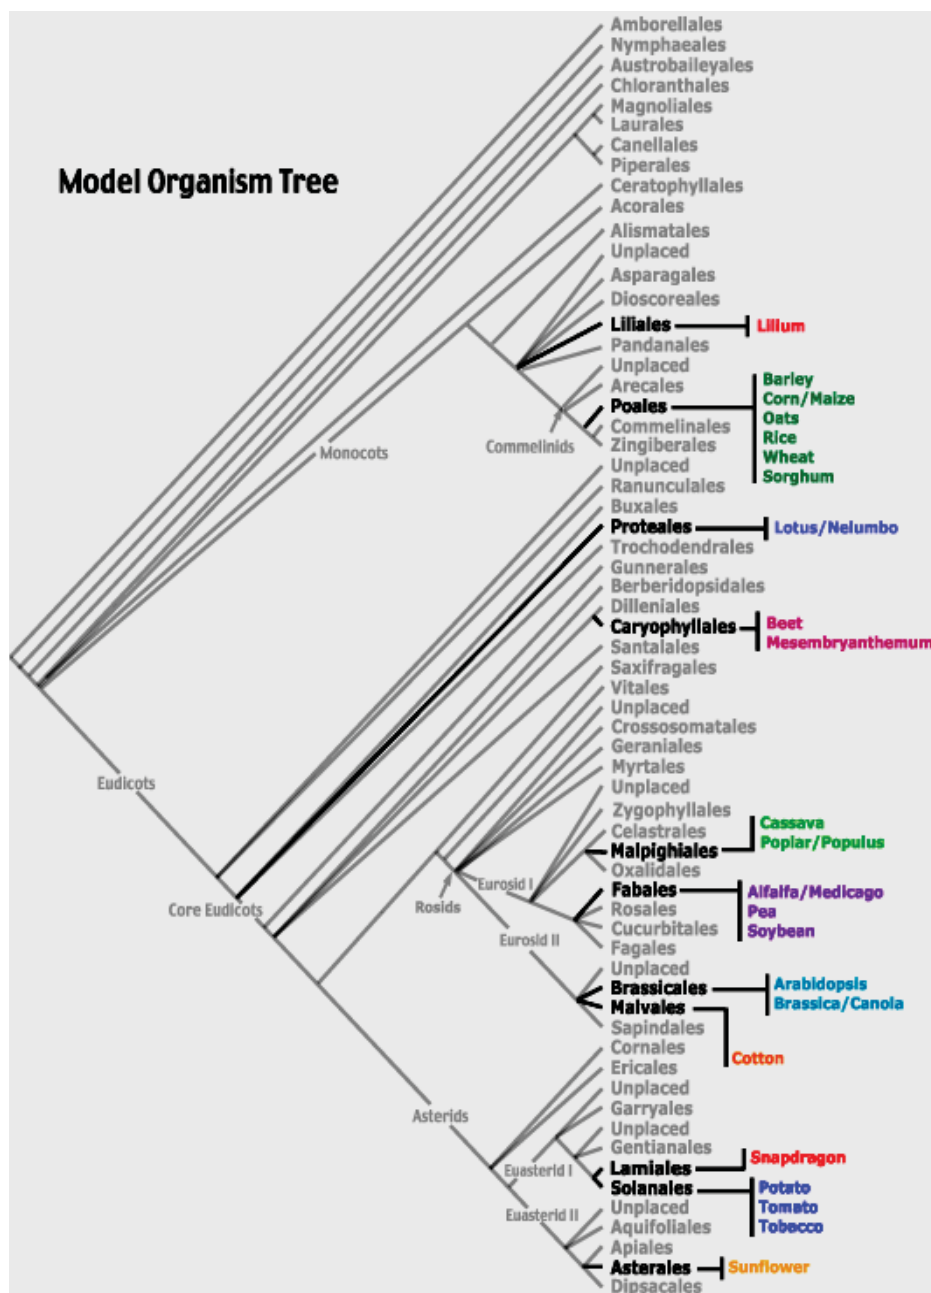 Model Organism Tree
Amborellales
Nymphaeales
Austrobaileyales
Chloranthales
Magnoliales
Laurales
Canellales
Piperales
Ceratophyllales
Acorales
Alismatales
Unplaced
Asparagales
Dioscoreales
Liliales
Lilium
Pandanales
Unplaced
Arecales
Poales
Barley
Corn/Maize
Oats
Rice
Wheat
Sorghum
Commelinales
Zingiberales
Commelinids
Monocots
Unplaced
Ranunculales
Buxales
Proteales
Lotus/Nelumbo
Trochodendrales
Gunnerales
Berberidopsidales
Dilleniales
Caryophyllales
Beet
Mesembryanthemum
Santalales
Saxifragales
Vitales
Unplaced
Crossosomatales
Geraniales
Myrtales
Unplaced
Zygophyllales
Celastrales
Malpighiales
Cassava
Poplar/Populus
Oxalidales
Eudicots
Core Eudicots
Rosids
Eurosid I
Eurosid II
Fabales
Alfalfa/Medicago
Pea
Soybean
Rosales
Cucurbitales
Fagales
Unplaced
Brassicales
Arabidopsis
Brassica/Canola
Malvales
Cotton
Sapindales
Cornales
Ericales
Unplaced
Garryales
Unplaced
Gentianales
Asterids
Euasterid I
Euasterid II
Lamiales
Snapdragon
Solanales
Potato
Tomato
Tobacco
Unplaced
Aquifoliales
Apiales
Asterales
Sunflower
Dipsacales